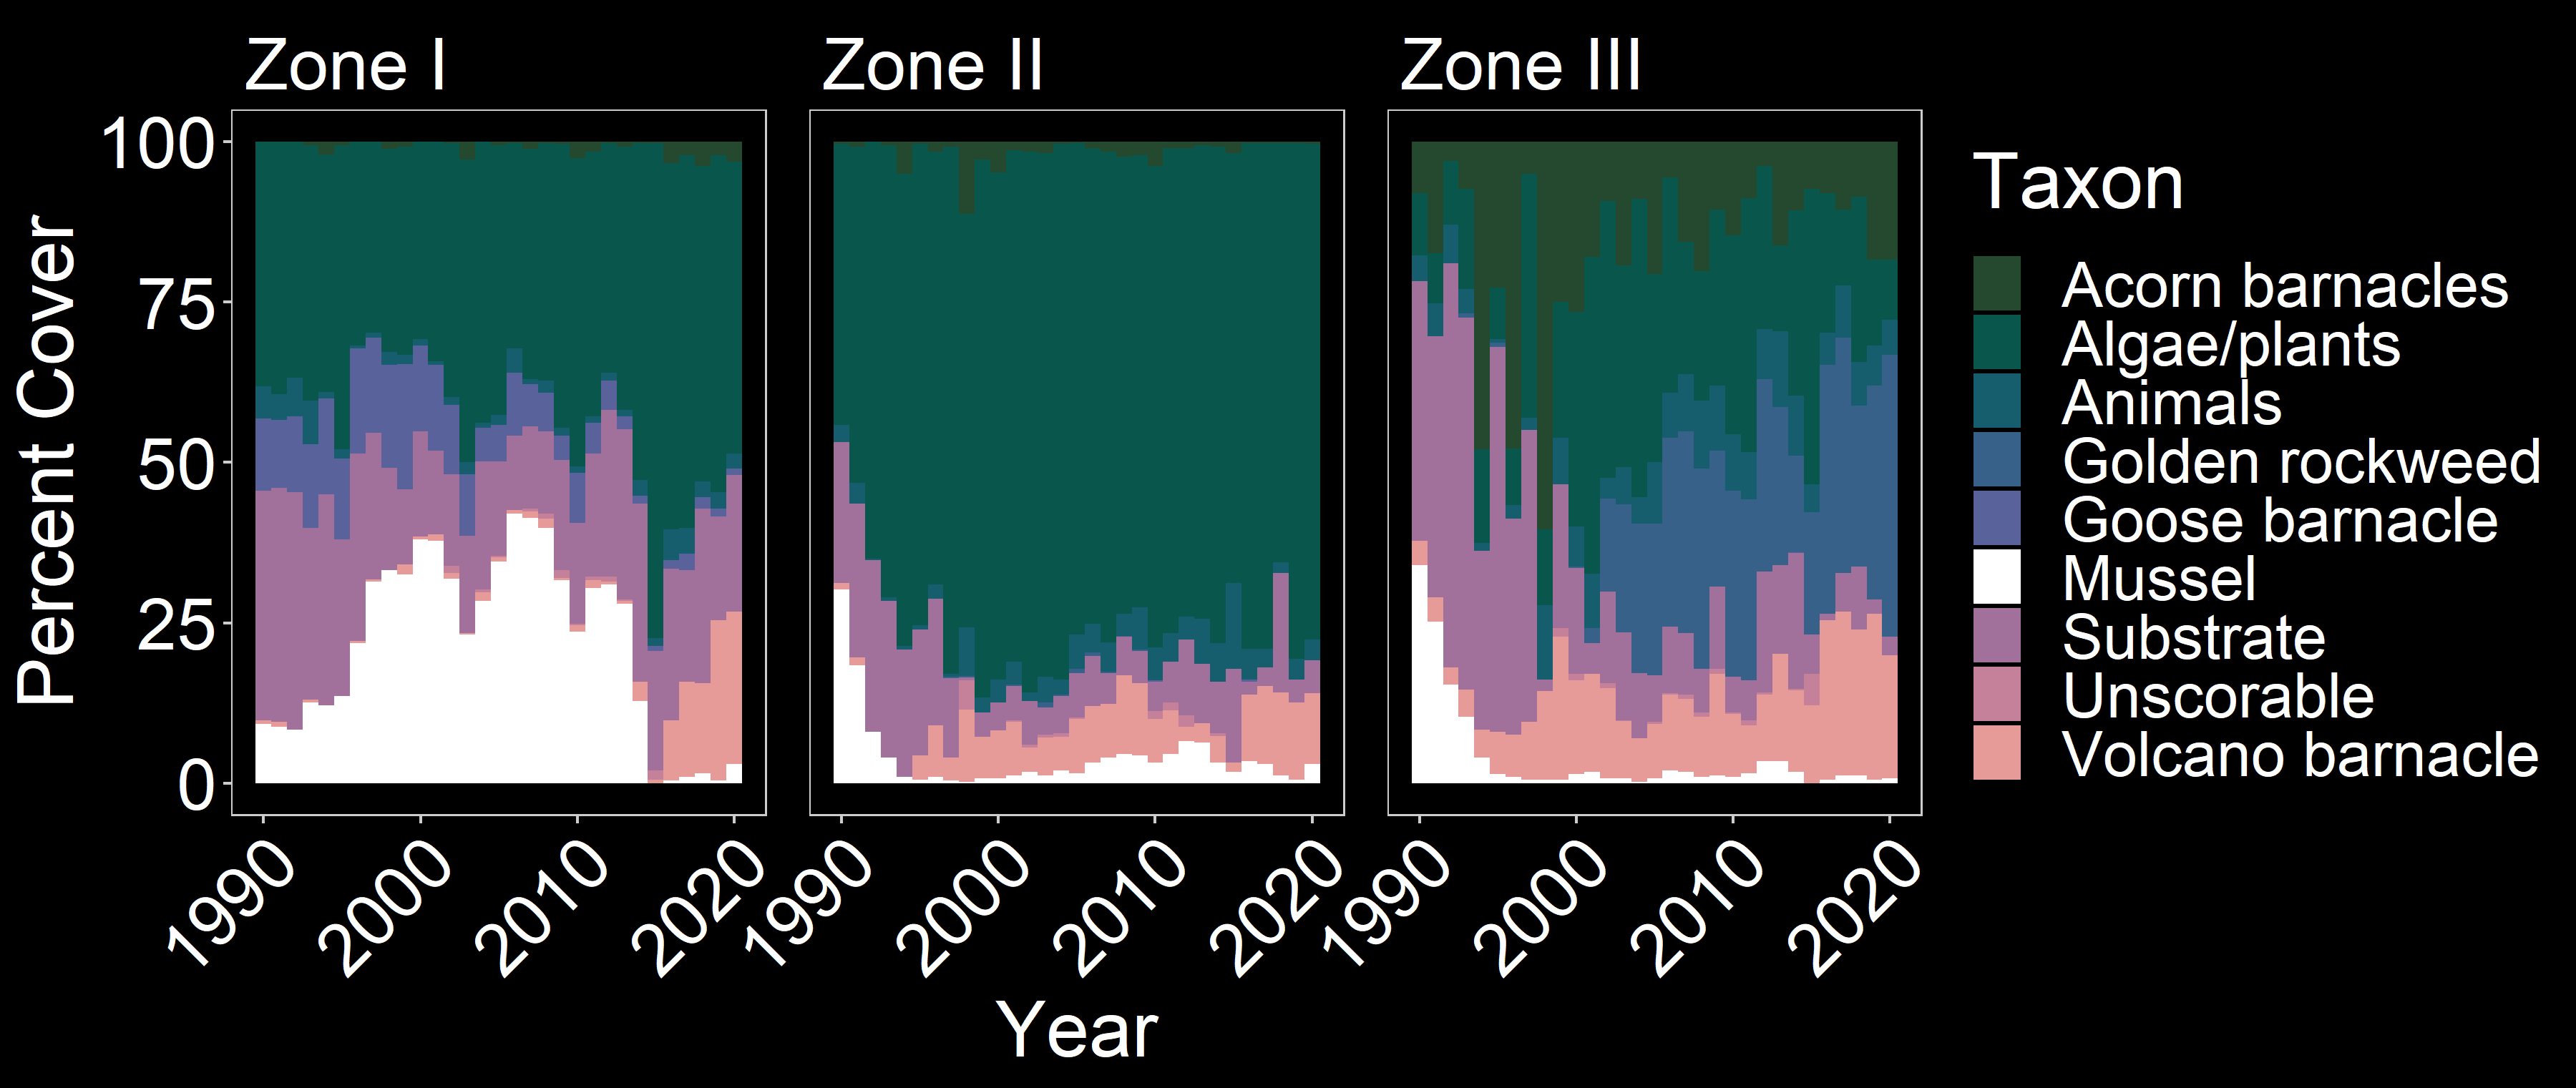 Zone I
Zone II
Zone III
Percent Cover
100
75
50
25
0
1990
2000
2010
2020
1990
2000
2010
2020
1990
2000
2010
2020
Year
Taxon
Acorn barnacles
Algae/plants
Animals
Golden rockweed
Goose barnacle
Mussel
Substrate
Unscorable
Volcano barnacle